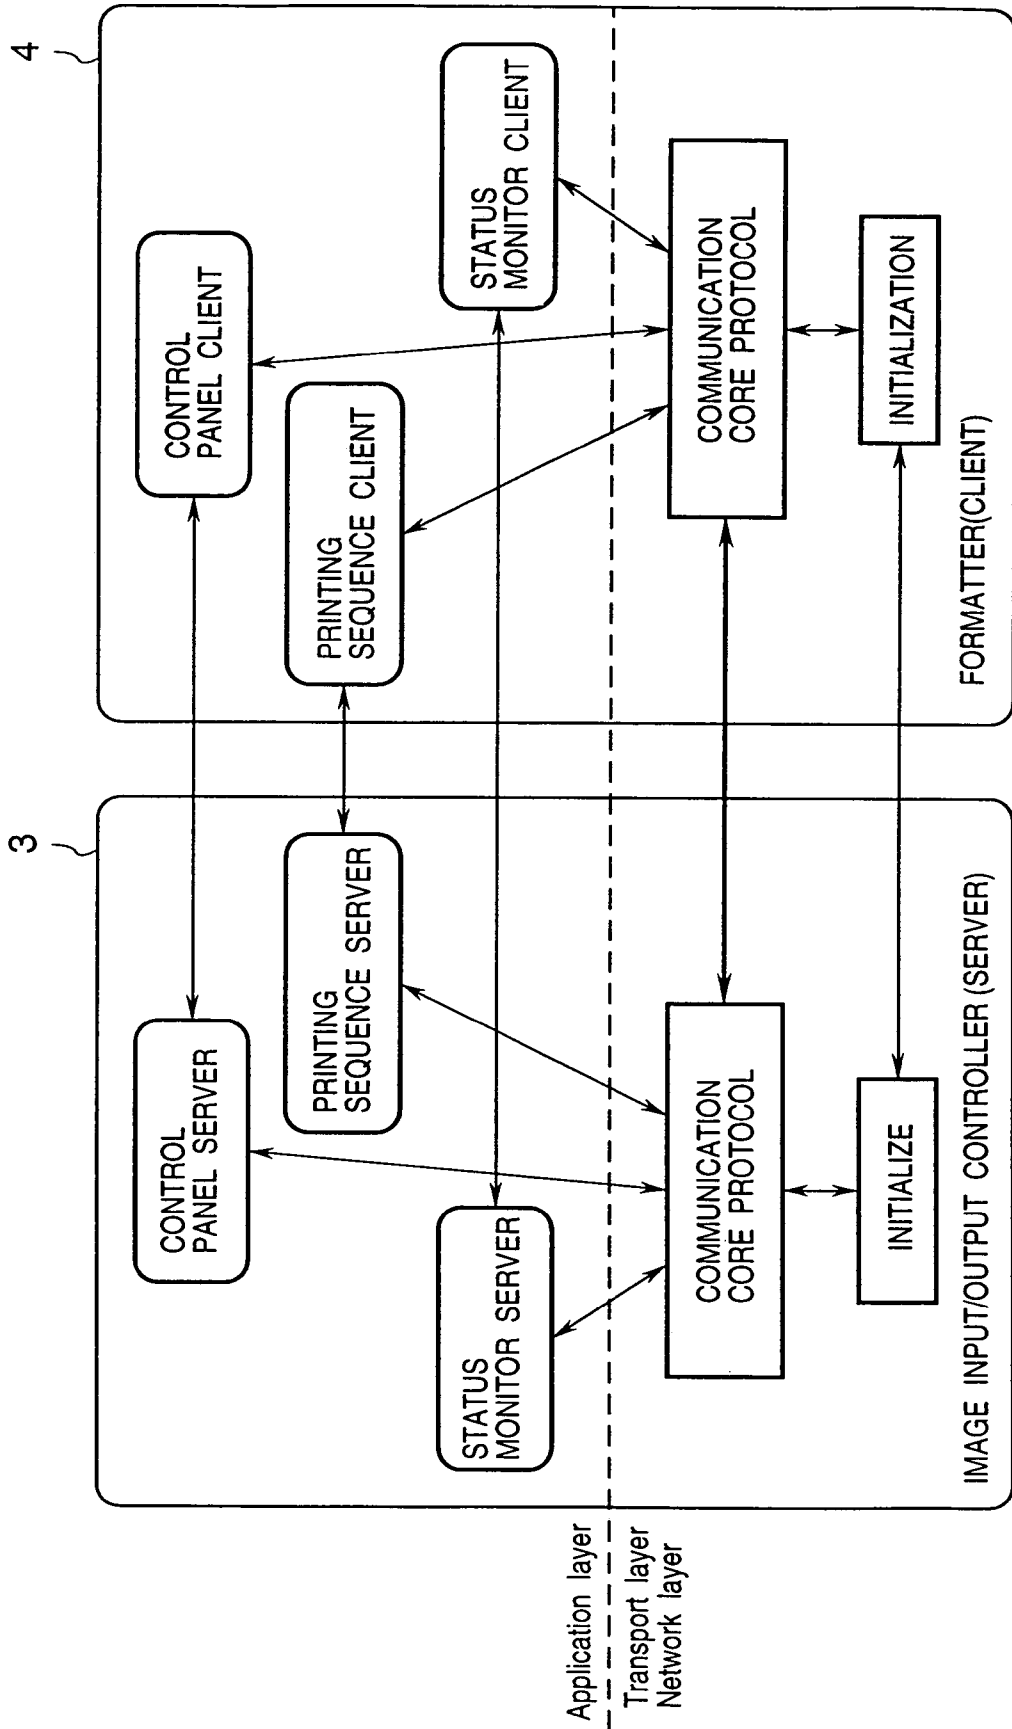 3
4
CONTROL
PANEL SERVER
PRINTING
SEQUENCE SERVER
STATUS
MONITOR SERVER
CONTROL
PANEL CLIENT
PRINTING
SEQUENCE CLIENT
STATUS
MONITOR CLIENT
Application layer
Transport layer
Network layer
COMMUNICATION
CORE PROTOCOL
INITIALIZE
IMAGE INPUT/OUTPUT CONTROLLER (SERVER)
COMMUNICATION
CORE PROTOCOL
INITIALIZATION
FORMATTER(CLIENT)